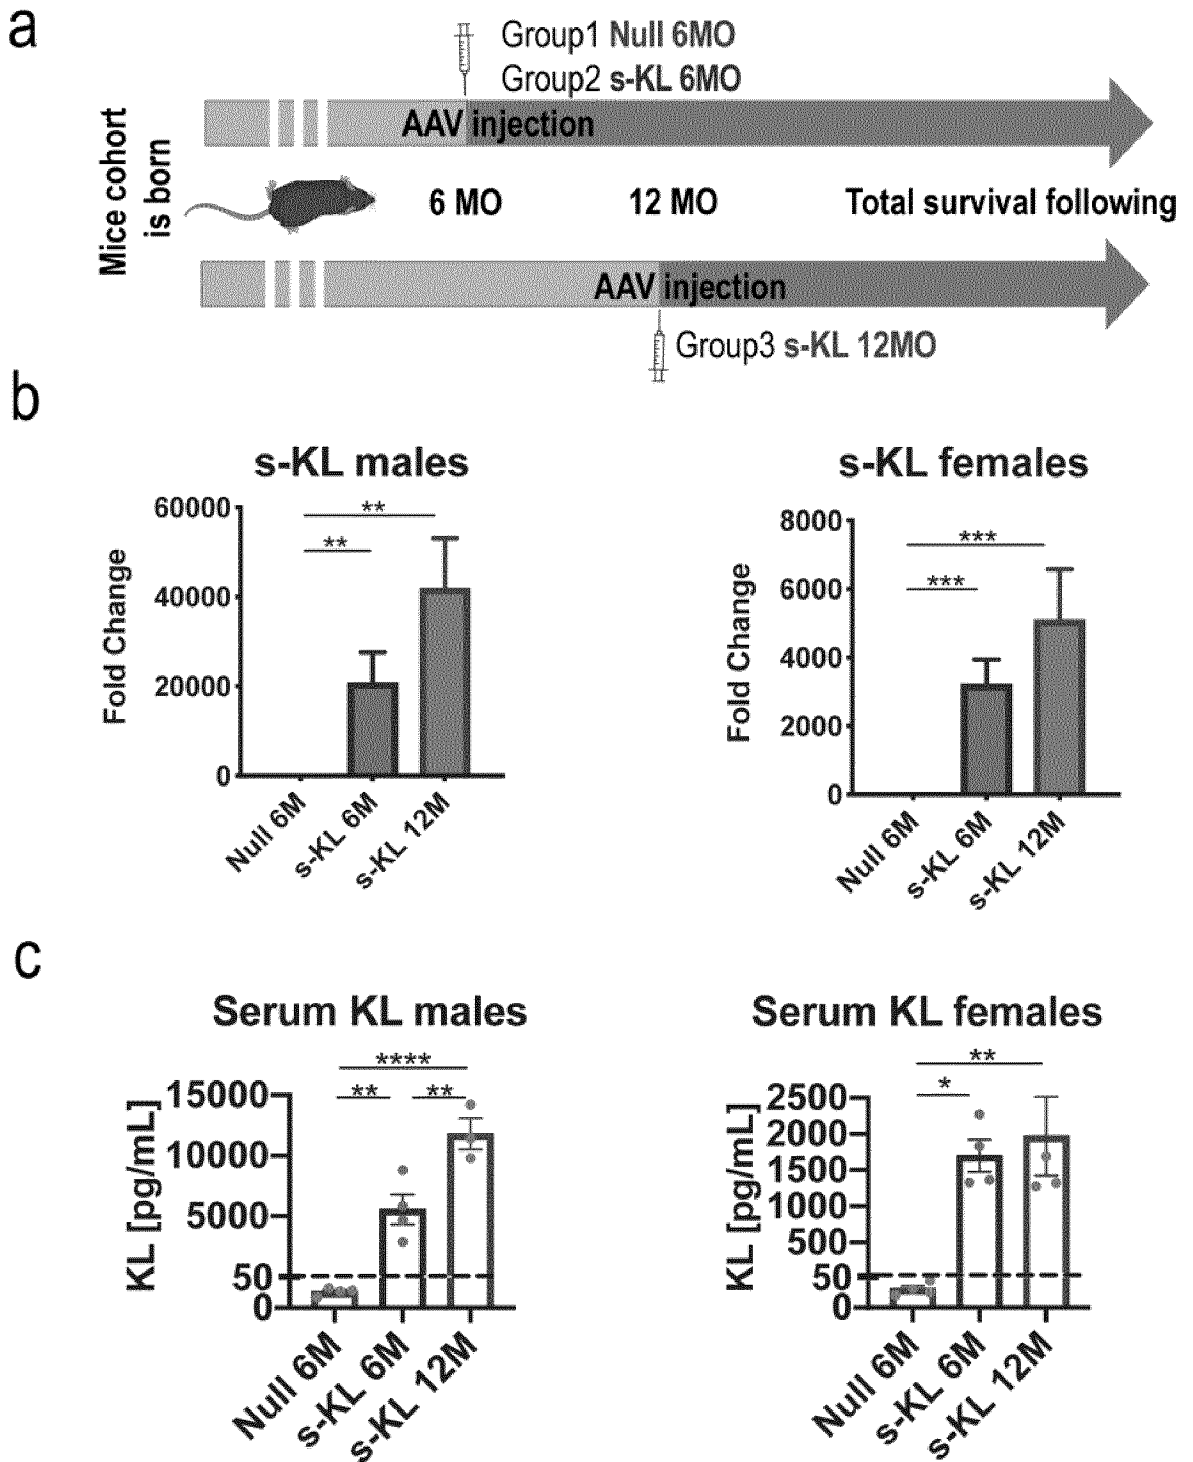 a
Group1 Null 6MO
Group2 s-KL 6MO
AAV injection
Mice cohort
is born
6 MO
12 MO
Total survival following
AAV injection
Group3 s-KL 12MO
b
s-KL males
60000
40000
20000
0
Fold Change
**
**
Null 6M
s-KL 6M
s-KL 12M
s-KL females
8000
6000
4000
2000
0
Fold Change
***
***
Null 6M
s-KL 6M
s-KL 12M
c
Serum KL males
KL [pg/mL]
15000
10000
5000
50
0
****
**
**
Null 6M
s-KL 6M
s-KL 12M
Serum KL females
KL [pg/mL]
2500
2000
1500
1000
500
50
0
**
*
Null 6M
s-KL 6M
s-KL 12M